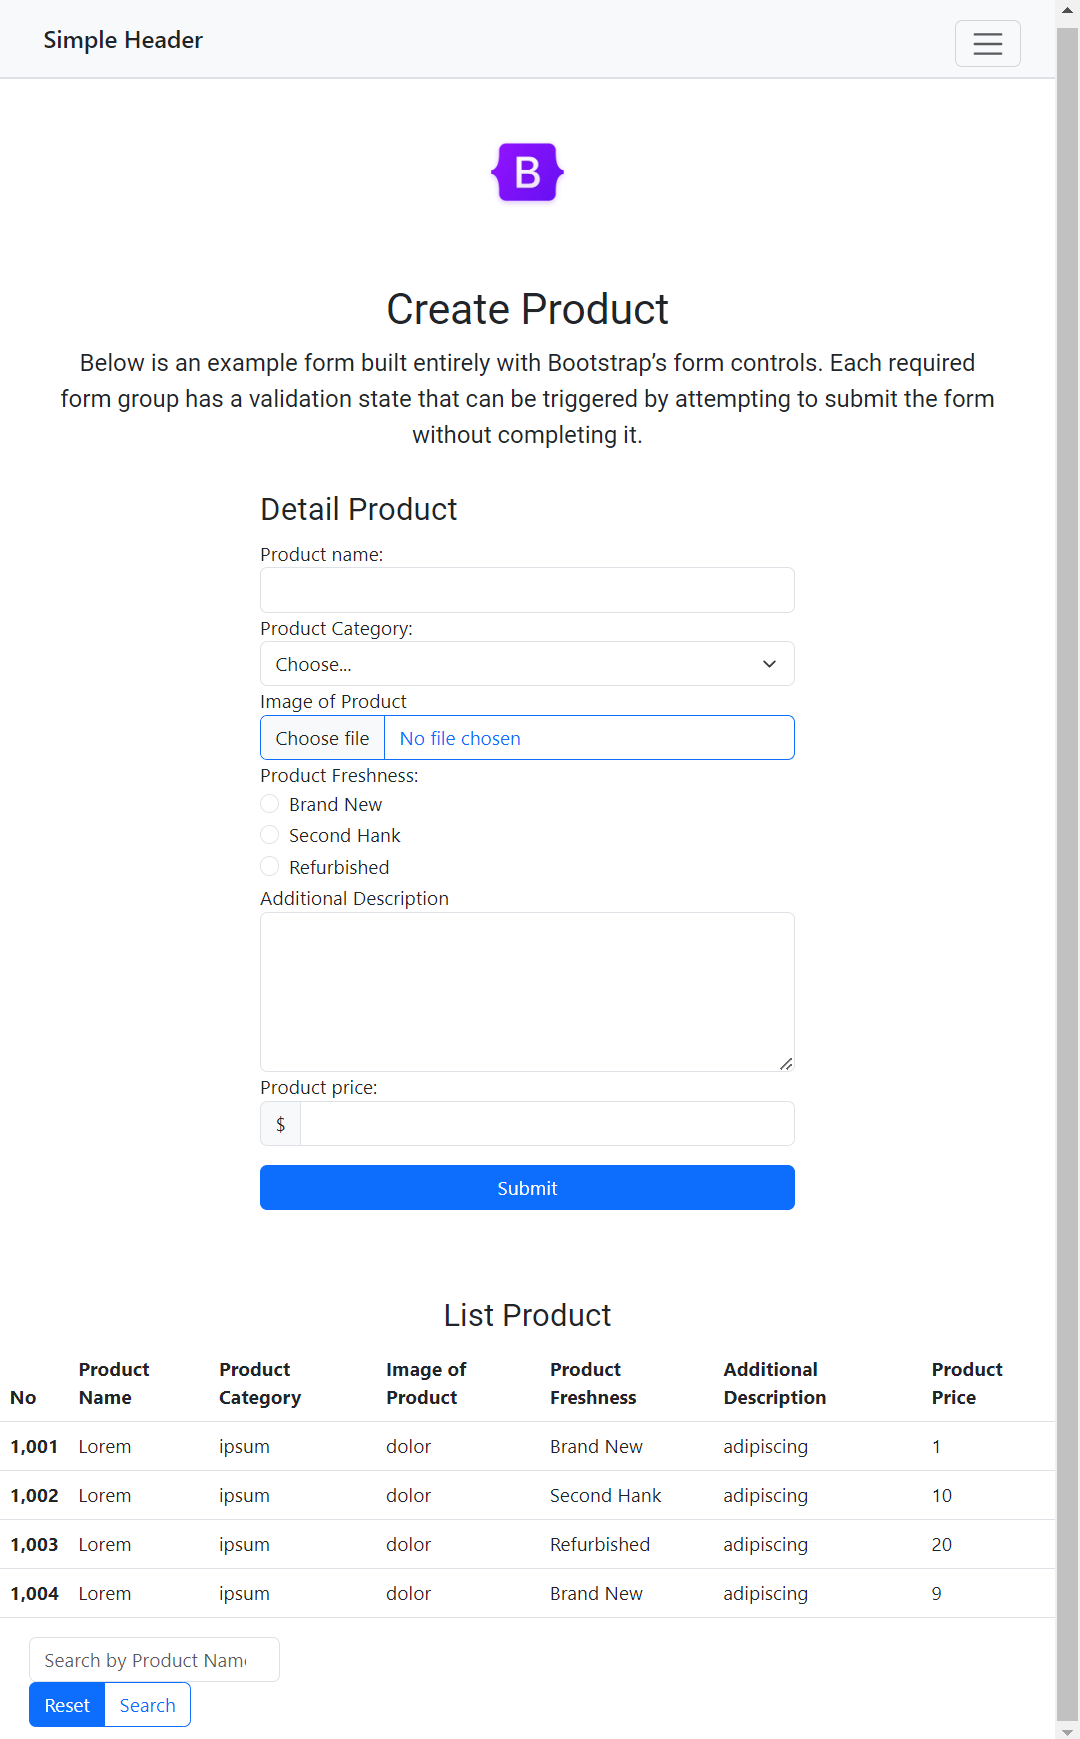 Simple Header
B
Create Product
Below is an example form built entirely with Bootstrap’s form controls. Each required
form group has a validation state that can be triggered by attempting to submit the form
without completing it.
Detail Product
Product name:
Product Category:
Choose...
Image of Product
Choose file No file chosen
Product Freshness:
Brand New
Second Hank
Refurbished
Additional Description
Product price:
$
Submit
List Product
No Product Name Product Category Image of Product Product Freshness Additional Description Product Price
1,001 Lorem ipsum dolor Brand New adipiscing 1
1,002 Lorem ipsum dolor Second Hank adipiscing 10
1,003 Lorem ipsum dolor Refurbished adipiscing 20
1,004 Lorem ipsum dolor Brand New adipiscing 9
Search by Product Name
Reset Search